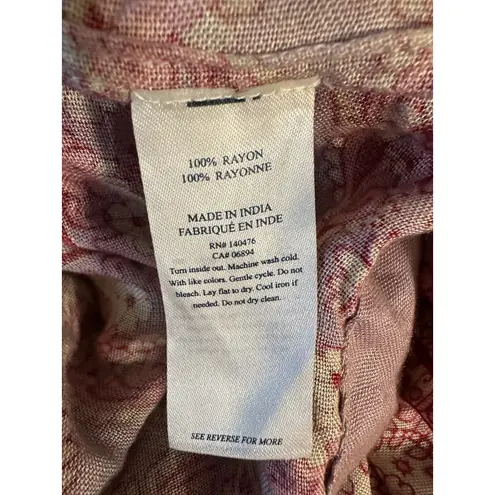 100% RAYON
100% RAYONNE
MADE IN INDIA
FABRIQUÉ EN INDE
RN# 140476
CA# 06894
Turn inside out. Machine wash cold.
With like colors. Gentle cycle. Do not
bleach. Lay flat to dry. Cool iron if
needed. Do not dry clean.
SEE REVERSE FOR MORE